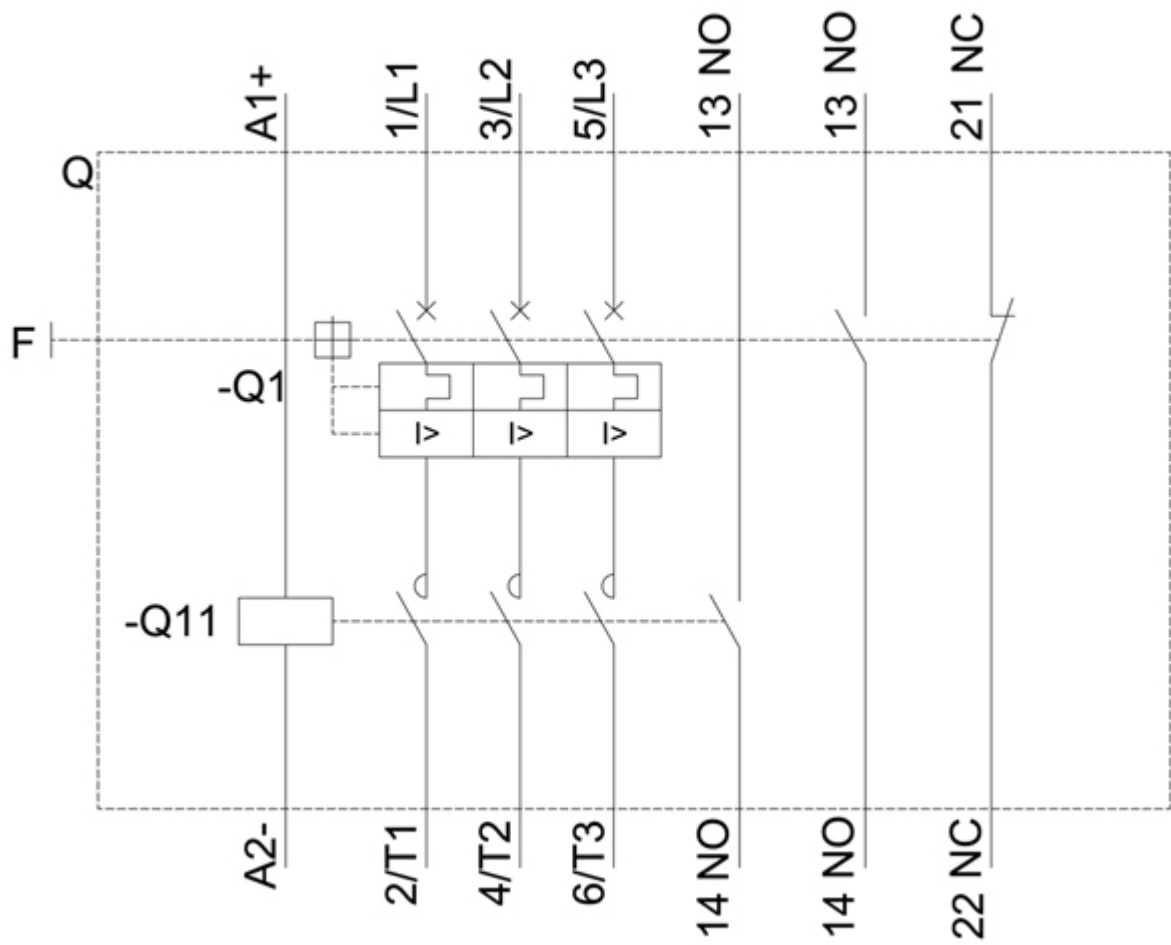 A1+
1/L1
3/L2
5/L3
13 NO
13 NO
21 NC
Q
F
-Q1
I>
I>
I>
-Q11
A2-
2/T1
4/T2
6/T3
14 NO
14 NO
22 NC